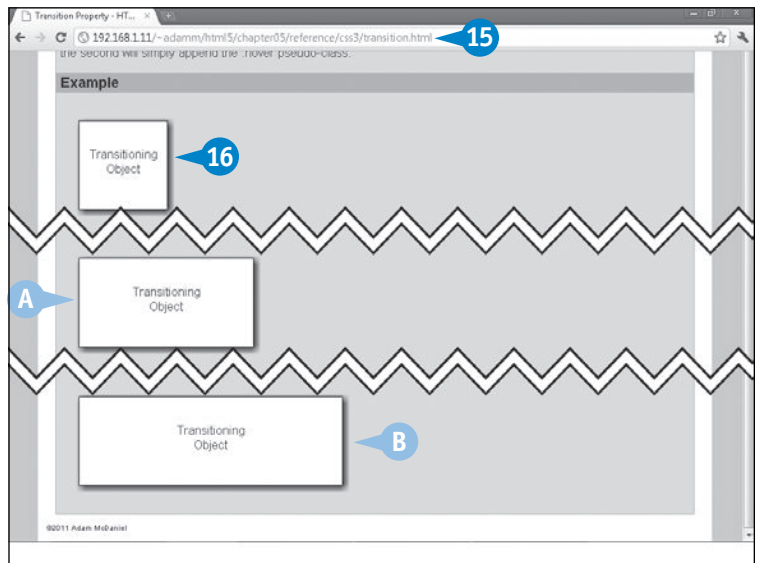 Transition Property - HT...
192.168.1.11/~adamm/html5/chapter05/reference/css3/transition.html
15
the second will simply append the :hover pseudo-class.
Example
Transitioning
Object
16
A
Transitioning
Object
Transitioning
Object
B
©2011 Adam McDaniel